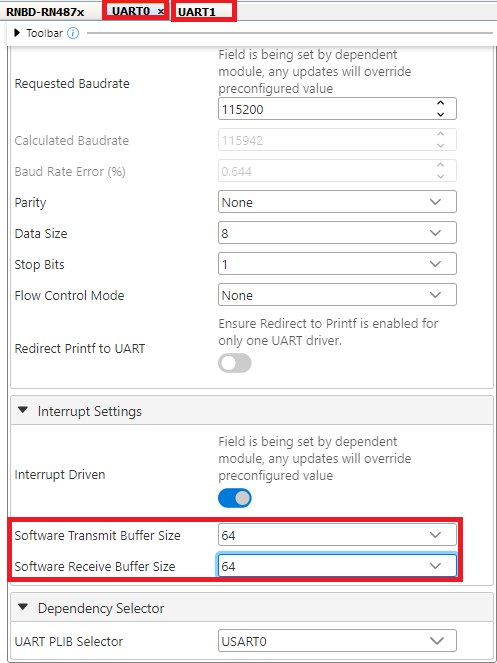 RNBD-RN487x UART0 × UART1
Toolbar
Requested Baudrate
Field is being set by dependent
module, any updates will override
preconfigured value
115200
Calculated Baudrate 115942
Baud Rate Error (%) 0.644
Parity None
Data Size 8
Stop Bits 1
Flow Control Mode None
Redirect Printf to UART
Ensure Redirect to Printf is enabled for
only one UART driver.
Interrupt Settings
Interrupt Driven
Field is being set by dependent
module, any updates will override
preconfigured value
Software Transmit Buffer Size 64
Software Receive Buffer Size 64
Dependency Selector
UART PLIB Selector USART0